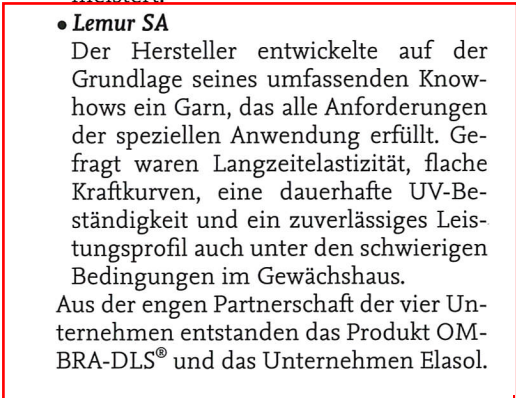 • Lemur SA
Der Hersteller entwickelte auf der
Grundlage seines umfassenden Know-
hows ein Garn, das alle Anforderungen
der speziellen Anwendung erfüllt. Ge-
fragt waren Langzeitelastizität, flache
Kraftkurven, eine dauerhafte UV-Be-
ständigkeit und ein zuverlässiges Leis-
tungsprofil auch unter den schwierigen
Bedingungen im Gewächshaus.
Aus der engen Partnerschaft der vier Un-
ternehmen entstanden das Produkt OM-
BRA-DLS® und das Unternehmen Elasol.